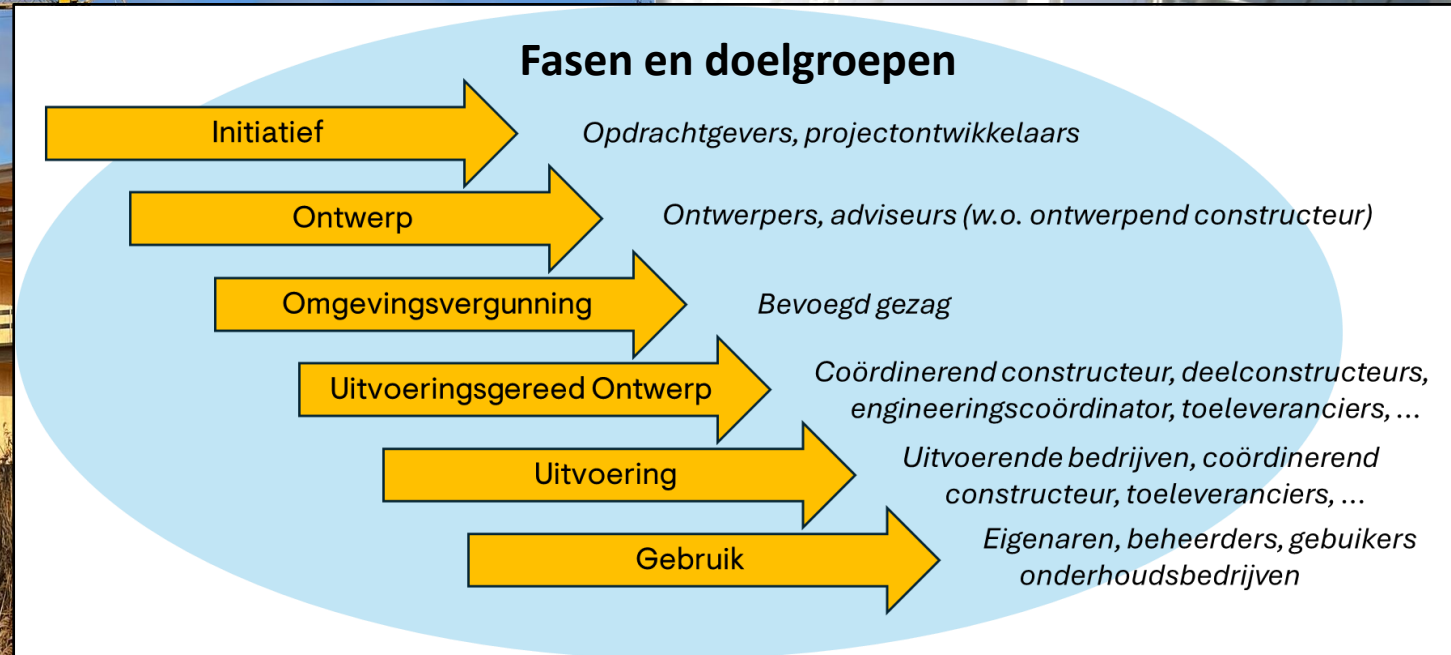 Fasen en doelgroepen
Initiatief
Opdrachtgevers, projectontwikkelaars
Ontwerp
Ontwerpers, adviseurs (w.o. ontwerpend constructeur)
Omgevingsvergunning
Bevoegd gezag
Uitvoeringsgereed Ontwerp
Coördinerend constructeur, deelconstructeurs,
engineeringscoördinator, toeleveranciers, ...
Uitvoering
Uitvoerende bedrijven, coördinerend
constructeur, toeleveranciers, ...
Gebruik
Eigenaren, beheerders, gebuikers
onderhoudsbedrijven